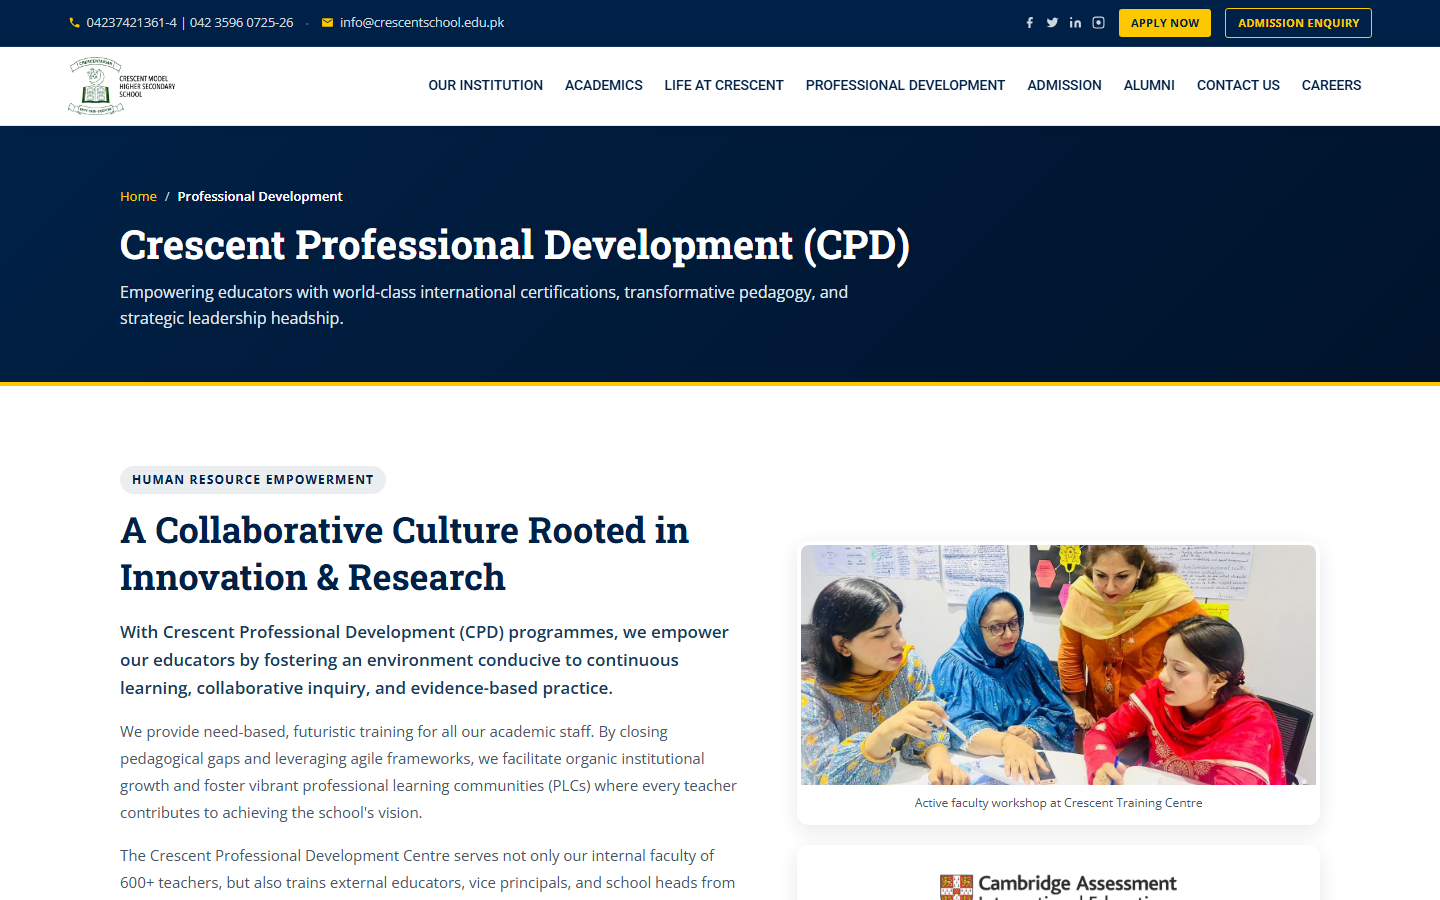 04237421361-4 | 042 3596 0725-26
info@crescentschool.edu.pk
APPLY NOW
ADMISSION ENQUIRY
CRESCENT MODEL
HIGHER SECONDARY
SCHOOL
OUR INSTITUTION
ACADEMICS
LIFE AT CRESCENT
PROFESSIONAL DEVELOPMENT
ADMISSION
ALUMNI
CONTACT US
CAREERS
Home / Professional Development
Crescent Professional Development (CPD)
Empowering educators with world-class international certifications, transformative pedagogy, and
strategic leadership headship.
HUMAN RESOURCE EMPOWERMENT
A Collaborative Culture Rooted in
Innovation & Research
With Crescent Professional Development (CPD) programmes, we empower
our educators by fostering an environment conducive to continuous
learning, collaborative inquiry, and evidence-based practice.
We provide need-based, futuristic training for all our academic staff. By closing
pedagogical gaps and leveraging agile frameworks, we facilitate organic institutional
growth and foster vibrant professional learning communities (PLCs) where every teacher
contributes to achieving the school's vision.
The Crescent Professional Development Centre serves not only our internal faculty of
600+ teachers, but also trains external educators, vice principals, and school heads from
Active faculty workshop at Crescent Training Centre
Cambridge Assessment